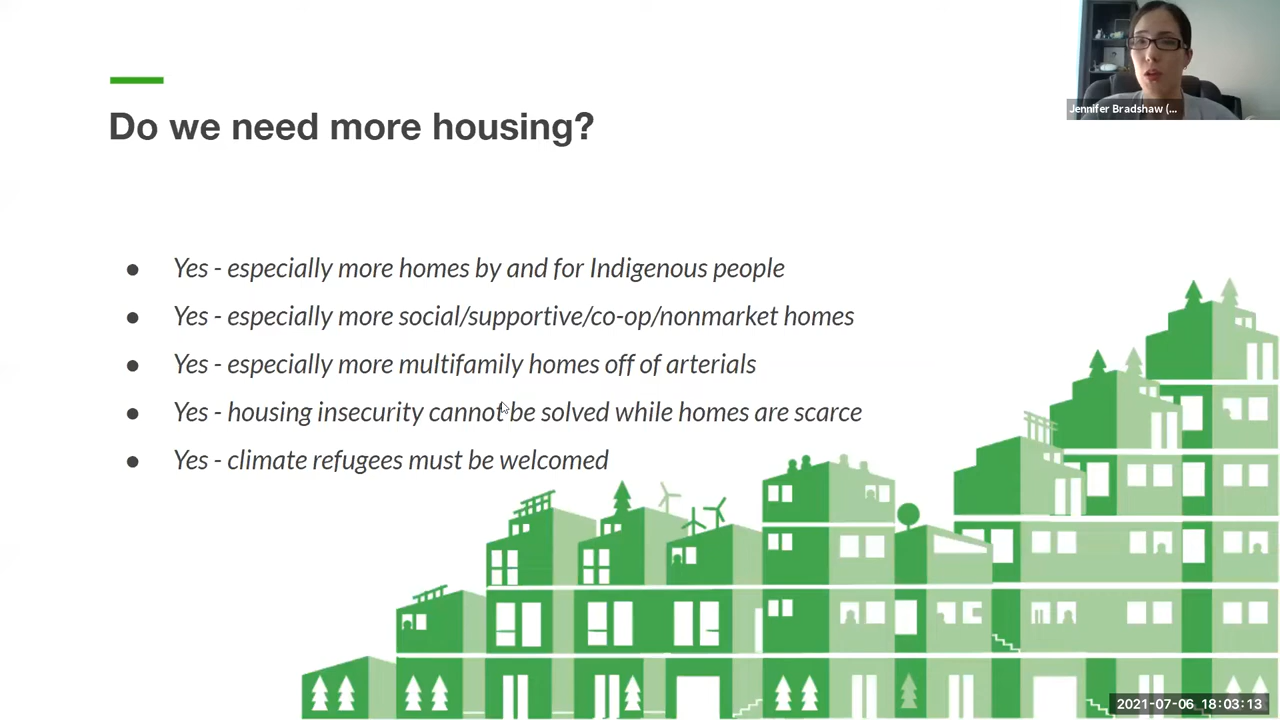 Jennifer Bradshaw (...
Do we need more housing?
● Yes - especially more homes by and for Indigenous people
● Yes - especially more social/supportive/co-op/nonmarket homes
● Yes - especially more multifamily homes off of arterials
● Yes - housing insecurity cannot be solved while homes are scarce
● Yes - climate refugees must be welcomed
2021-07-06 18:03:13